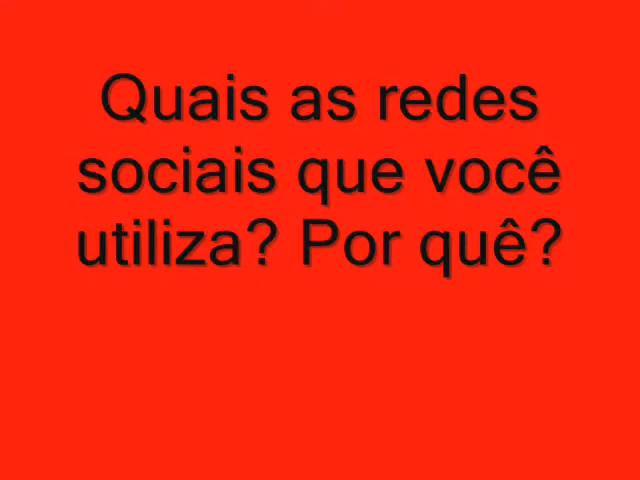 Quais as redes
sociais que você
utiliza? Por quê?